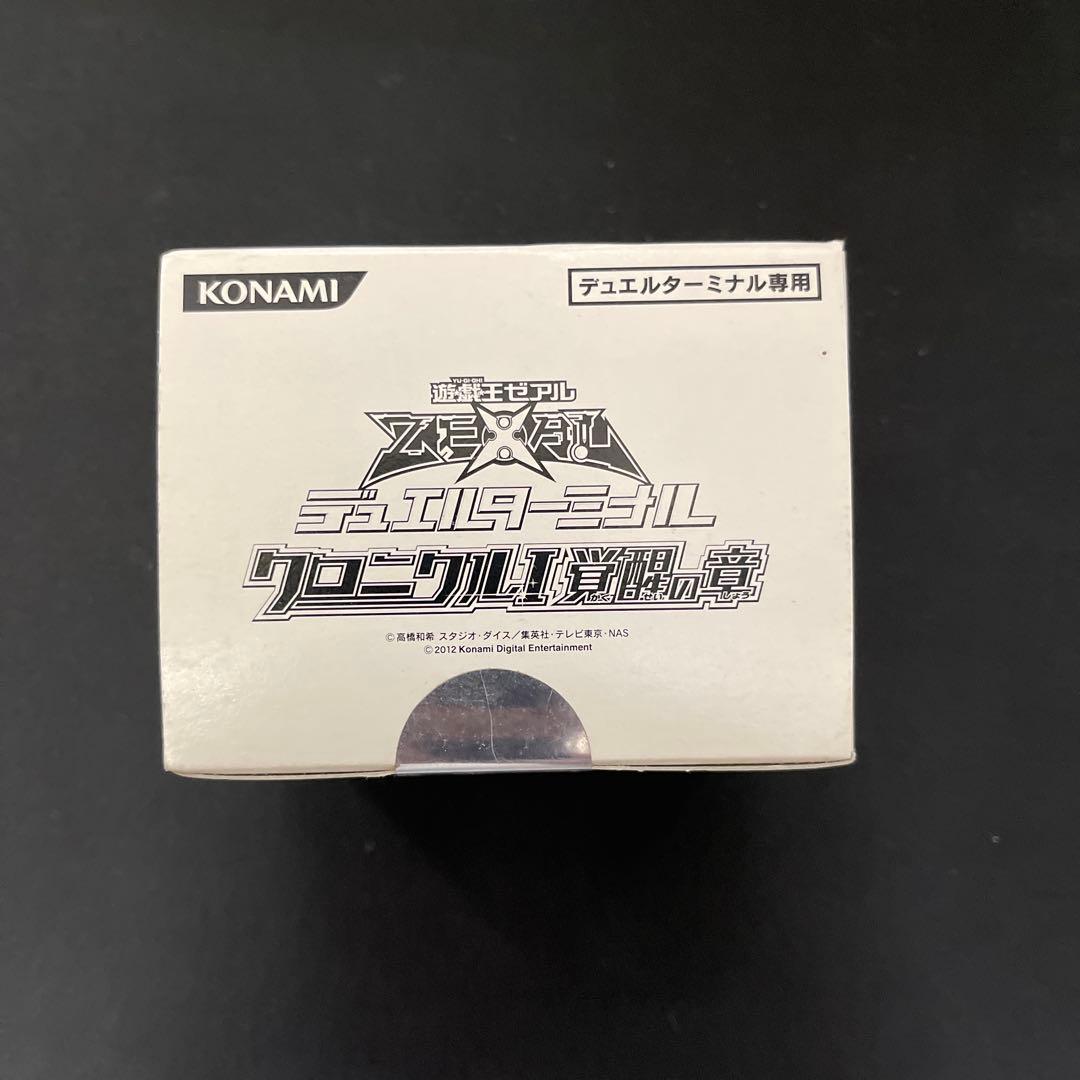 KONAMI
デュエルターミナル専用
YU-GI-OH!
遊戯王ゼアル
ZEXAL
デュエルターミナル
クロニクルI 覚醒の章
かく せい しょう
©高橋和希 スタジオ・ダイス/集英社・テレビ東京・NAS
©2012 Konami Digital Entertainment